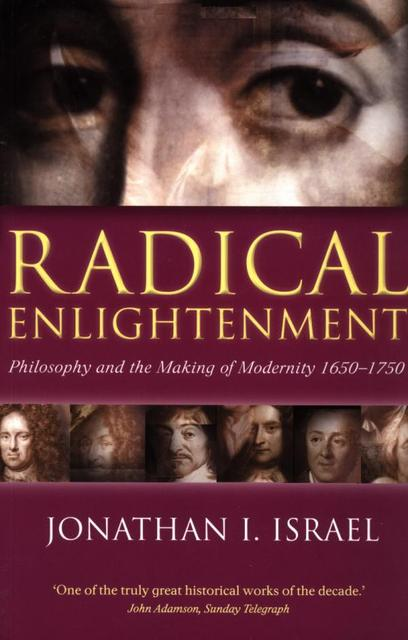 RADICAL
ENLIGHTENMENT
Philosophy and the Making of Modernity 1650–1750
JONATHAN I. ISRAEL
‘One of the truly great historical works of the decade.’
John Adamson, Sunday Telegraph